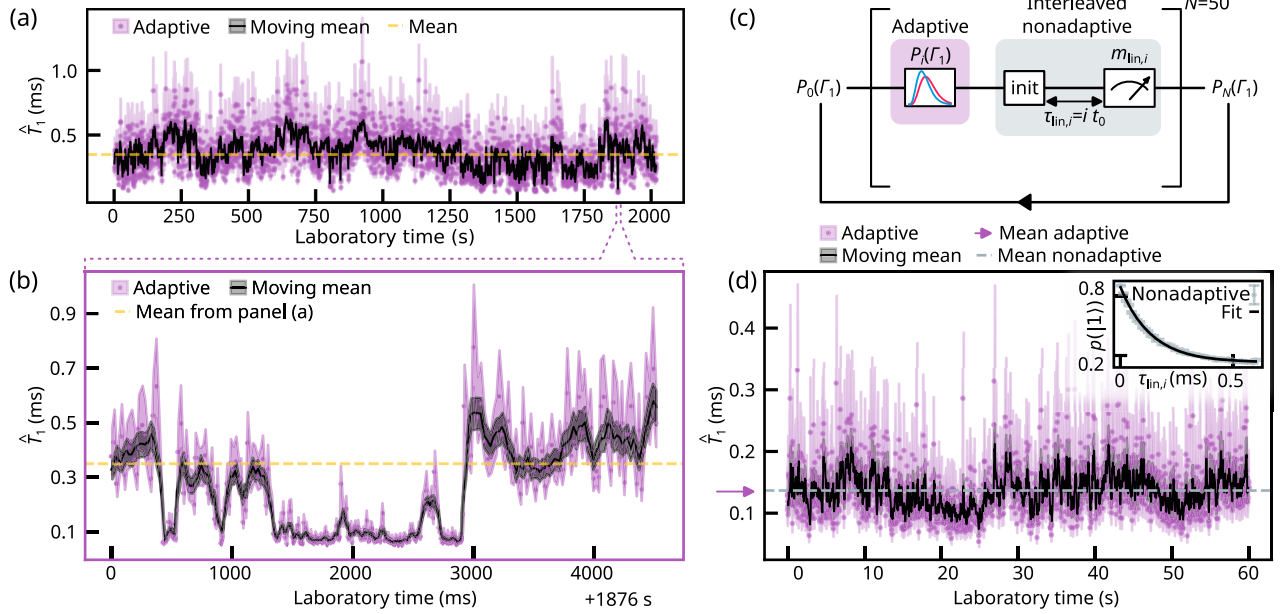 (a)
Adaptive Moving mean Mean
1.0
0.5
T̂₁ (ms)
0 250 500 750 1000 1250 1500 1750 2000
Laboratory time (s)
(b)
Adaptive Moving mean
Mean from panel (a)
0.9
0.7
0.5
0.3
0.1
T̂₁ (ms)
0 1000 2000 3000 4000
Laboratory time (ms) +1876 s
(c)
Interleaved N=50
Adaptive nonadaptive
Pᵢ(Γ₁) m_lin,i
P₀(Γ₁) init P_N(Γ₁)
τ_lin,i=i t₀
Adaptive Mean adaptive
Moving mean Mean nonadaptive
(d)
0.4
0.3
0.2
0.1
T̂₁ (ms)
0.8 Nonadaptive
Fit
p(|1⟩)
0.2
0 τ_lin,i (ms) 0.5
0 10 20 30 40 50 60
Laboratory time (s)